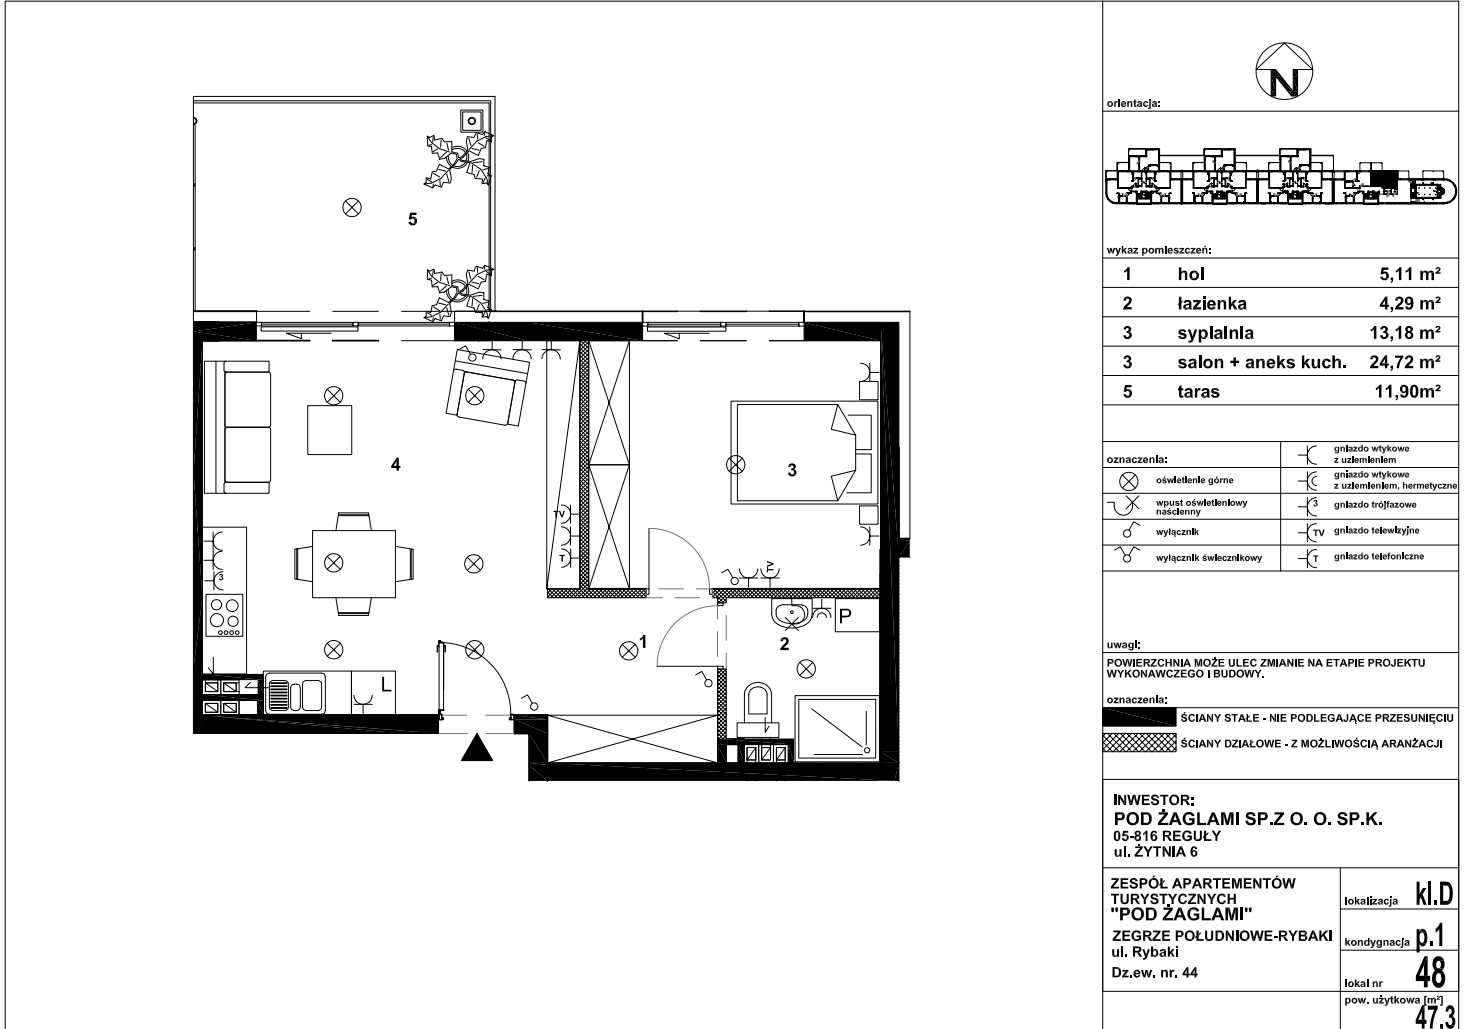 5
4
3
TV
T
TV
3
1
2
P
L
N
orientacja:
wykaz pomieszczeń:
1 hol 5,11 m²
2 łazienka 4,29 m²
3 sypialnia 13,18 m²
3 salon + aneks kuch. 24,72 m²
5 taras 11,90m²
oznaczenia:
oświetlenie górne
wpust oświetleniowy
naścienny
wyłącznik
wyłącznik świecznikowy
gniazdo wtykowe
z uziemieniem
gniazdo wtykowe
z uziemieniem, hermetyczne
3 gniazdo trójfazowe
TV gniazdo telewizyjne
T gniazdo telefoniczne
uwagi:
POWIERZCHNIA MOŻE ULEC ZMIANIE NA ETAPIE PROJEKTU
WYKONAWCZEGO I BUDOWY.
oznaczenia:
ŚCIANY STAŁE - NIE PODLEGAJĄCE PRZESUNIĘCIU
ŚCIANY DZIAŁOWE - Z MOŻLIWOŚCIĄ ARANŻACJI
INWESTOR:
POD ŻAGLAMI SP.Z O. O. SP.K.
05-816 REGUŁY
ul. ŻYTNIA 6
ZESPÓŁ APARTEMENTÓW
TURYSTYCZNYCH
"POD ŻAGLAMI"
ZEGRZE POŁUDNIOWE-RYBAKI
ul. Rybaki
Dz.ew. nr. 44
lokalizacja kl.D
kondygnacja p.1
lokal nr 48
pow. użytkowa [m²]
47.3